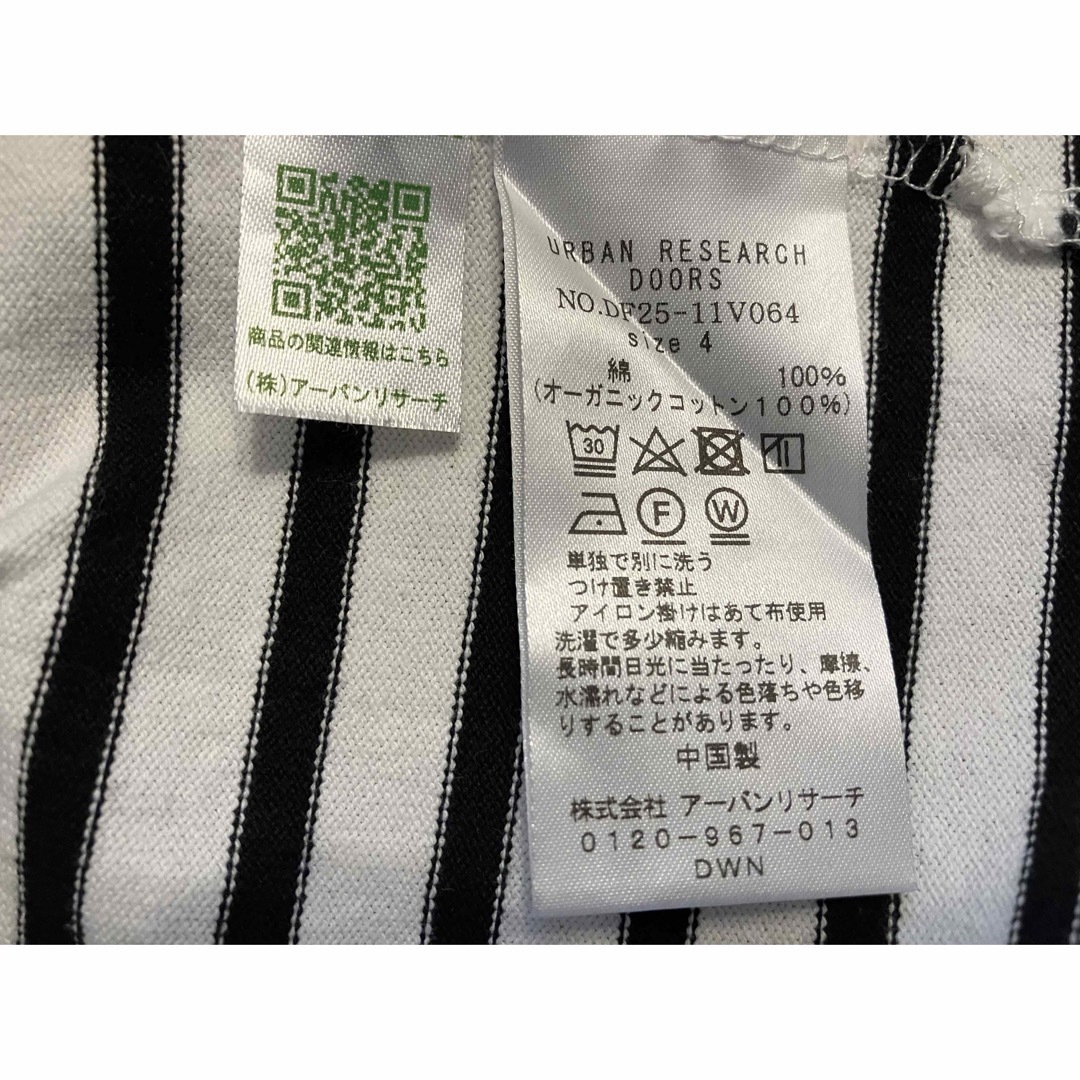 商品の関連情報はこちら
(株)アーバンリサーチ
URBAN RESEARCH
DOORS
NO.DF25-11V064
size 4
綿 100%
(オーガニックコットン100%)
30
F W
単独で別に洗う
つけ置き禁止
アイロン掛けはあて布使用
洗濯で多少縮みます。
長時間日光に当たったり、摩擦、
水濡れなどによる色落ちや色移
りすることがあります。
中国製
株式会社 アーバンリサーチ
0120-967-013
DWN